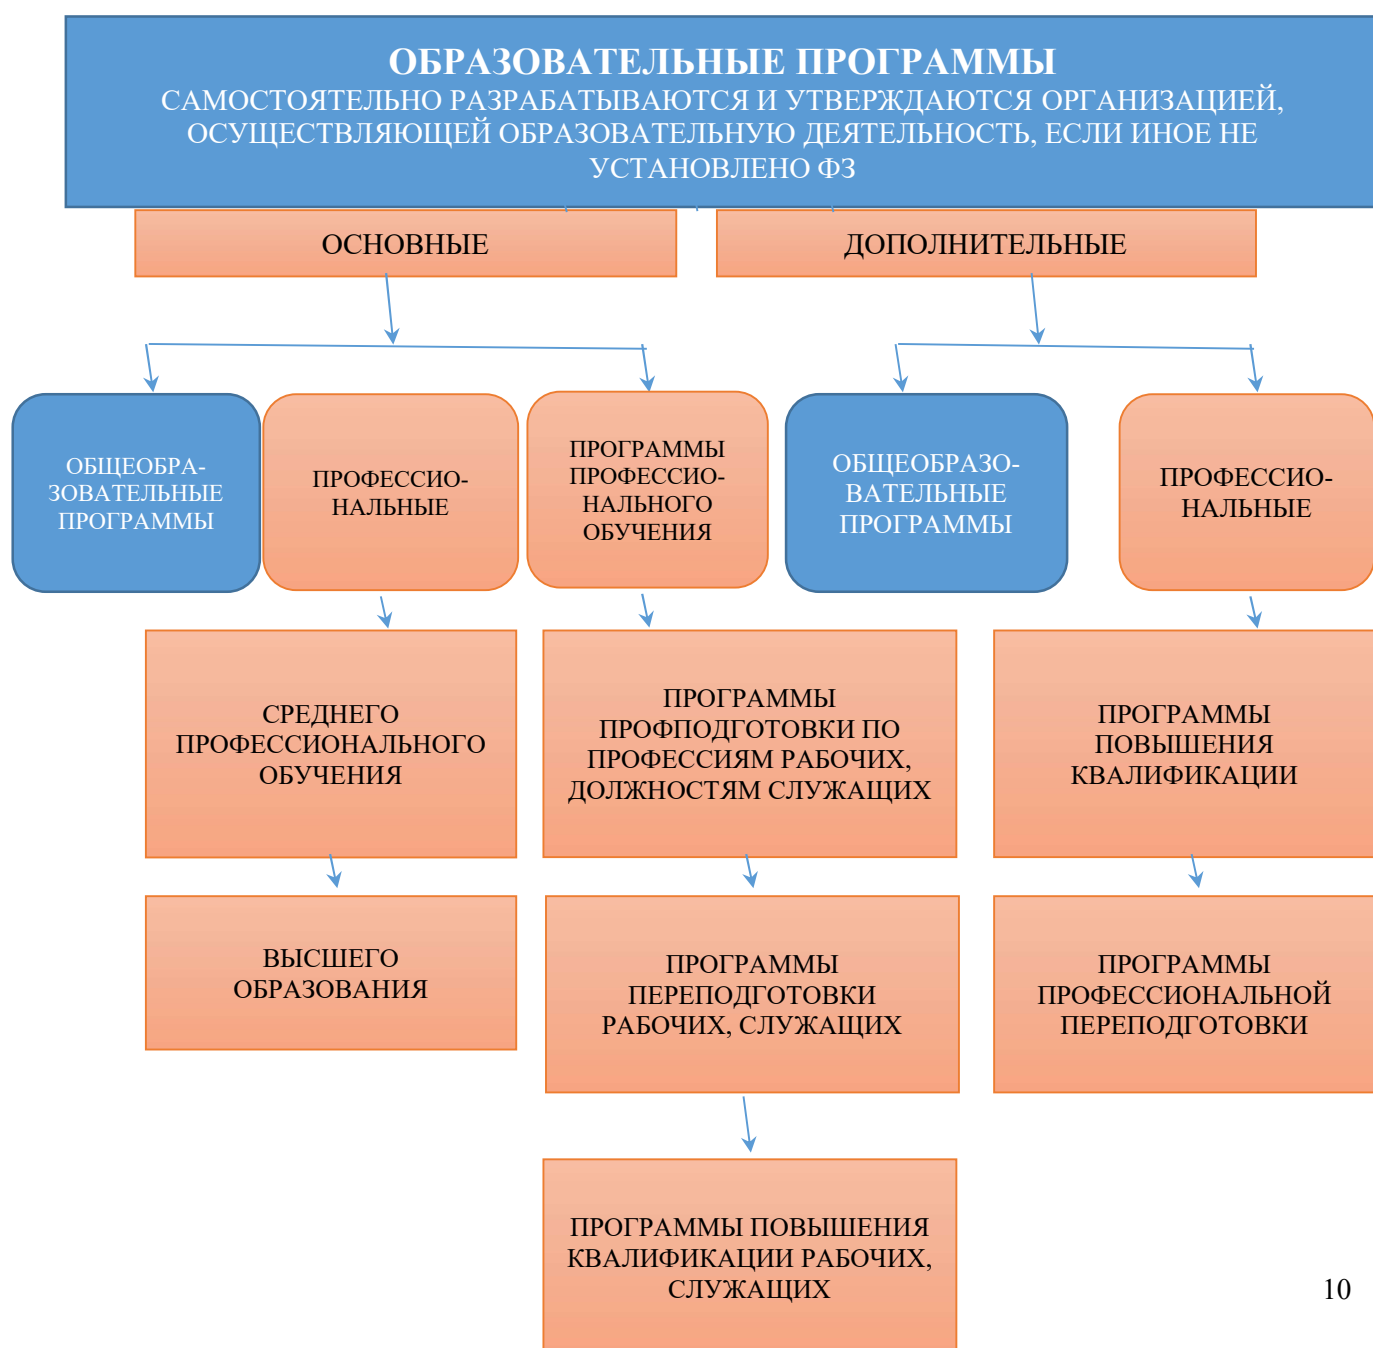 ОБРАЗОВАТЕЛЬНЫЕ ПРОГРАММЫ
САМОСТОЯТЕЛЬНО РАЗРАБАТЫВАЮТСЯ И УТВЕРЖДАЮТСЯ ОРГАНИЗАЦИЕЙ,
ОСУЩЕСТВЛЯЮЩЕЙ ОБРАЗОВАТЕЛЬНУЮ ДЕЯТЕЛЬНОСТЬ, ЕСЛИ ИНОЕ НЕ
УСТАНОВЛЕНО ФЗ
ОСНОВНЫЕ
ДОПОЛНИТЕЛЬНЫЕ
ОБЩЕОБРА-
ЗОВАТЕЛЬНЫЕ
ПРОГРАММЫ
ПРОФЕССИО-
НАЛЬНЫЕ
ПРОГРАММЫ
ПРОФЕССИО-
НАЛЬНОГО
ОБУЧЕНИЯ
ОБЩЕОБРАЗО-
ВАТЕЛЬНЫЕ
ПРОГРАММЫ
ПРОФЕССИО-
НАЛЬНЫЕ
СРЕДНЕГО
ПРОФЕССИОНАЛЬНОГО
ОБУЧЕНИЯ
ПРОГРАММЫ
ПРОФПОДГОТОВКИ ПО
ПРОФЕССИЯМ РАБОЧИХ,
ДОЛЖНОСТЯМ СЛУЖАЩИХ
ПРОГРАММЫ
ПОВЫШЕНИЯ
КВАЛИФИКАЦИИ
ВЫСШЕГО
ОБРАЗОВАНИЯ
ПРОГРАММЫ
ПЕРЕПОДГОТОВКИ
РАБОЧИХ, СЛУЖАЩИХ
ПРОГРАММЫ
ПРОФЕССИОНАЛЬНОЙ
ПЕРЕПОДГОТОВКИ
ПРОГРАММЫ ПОВЫШЕНИЯ
КВАЛИФИКАЦИИ РАБОЧИХ,
СЛУЖАЩИХ
10